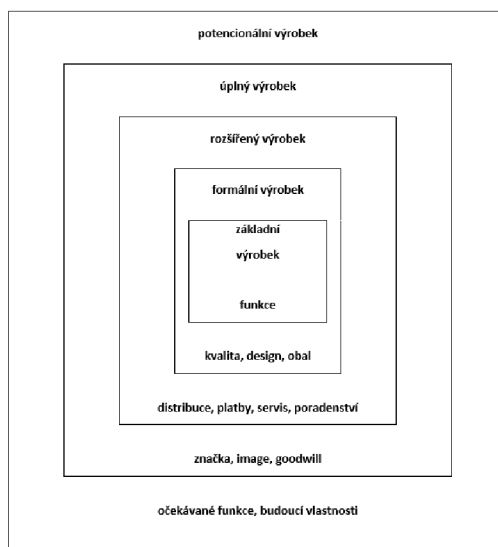 potencionální výrobek
úplný výrobek
rozšířený výrobek
formální výrobek
základní
výrobek
funkce
kvalita, design, obal
distribuce, platby, servis, poradenství
značka, image, goodwill
očekávané funkce, budoucí vlastnosti